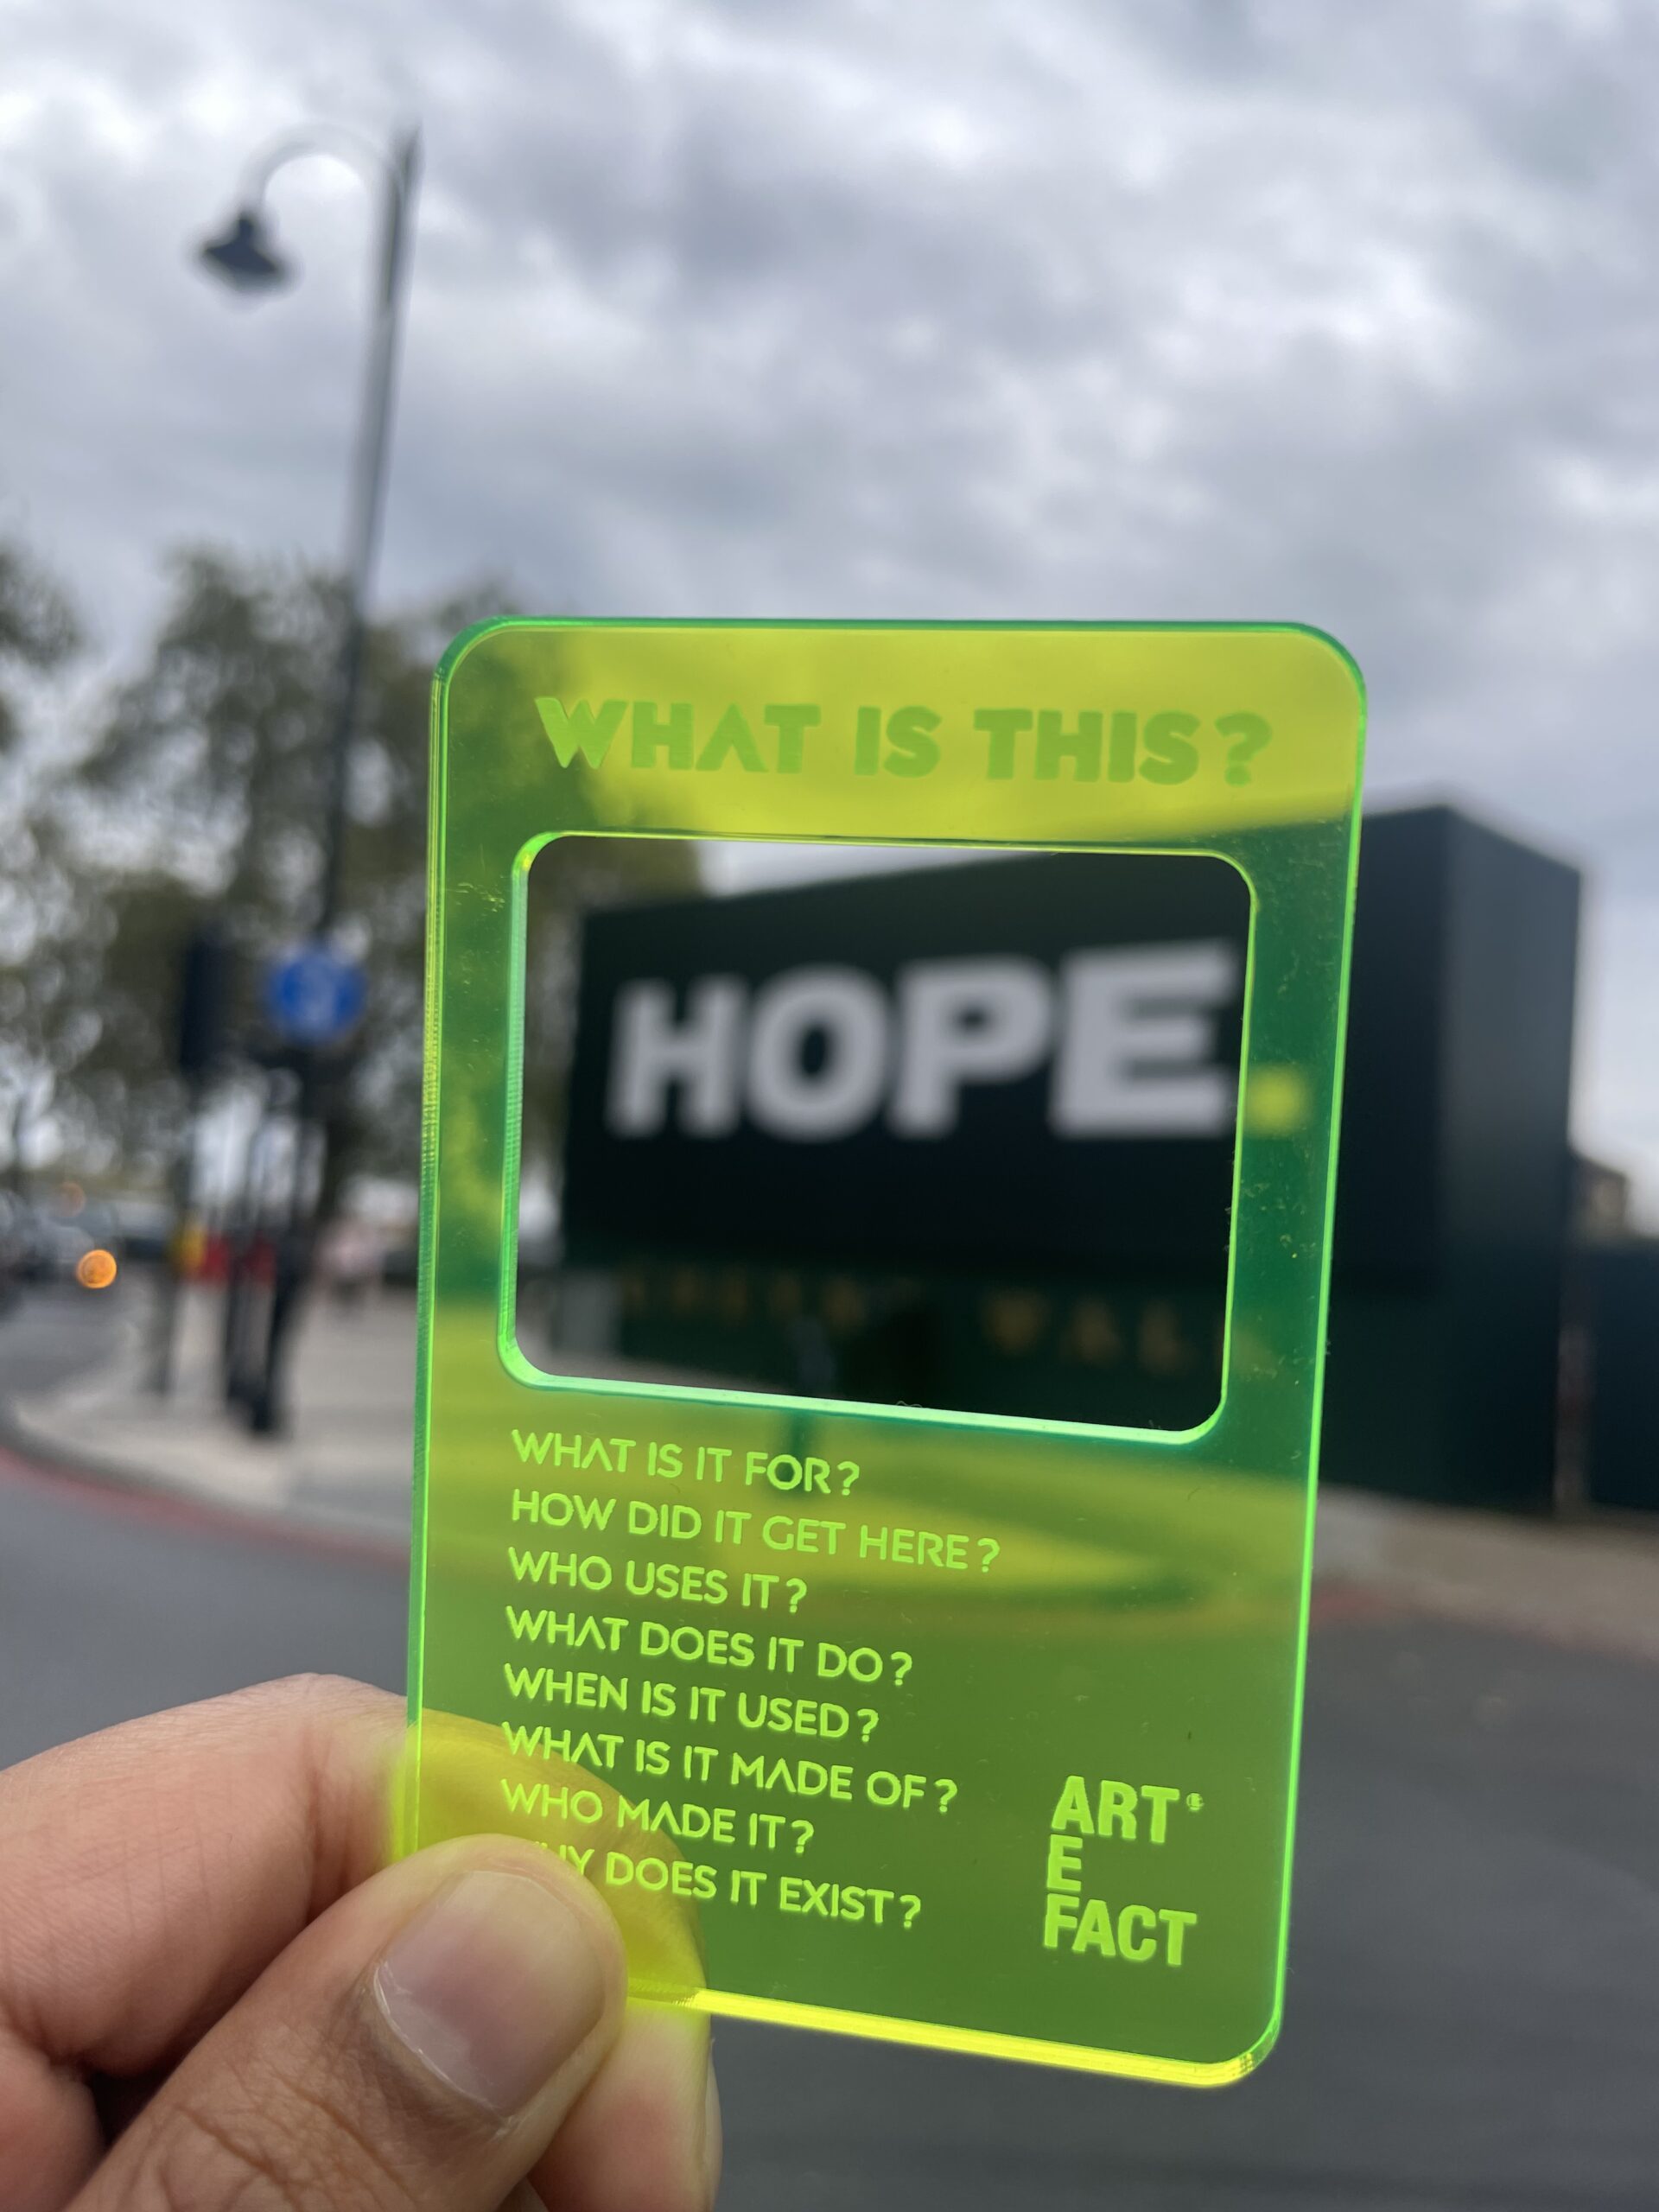 WHAT IS THIS?
HOPE.
WHAT IS IT FOR?
HOW DID IT GET HERE?
WHO USES IT?
WHAT DOES IT DO?
WHEN IS IT USED?
WHAT IS IT MADE OF?
WHO MADE IT?
WHY DOES IT EXIST?
ART
E
FACT